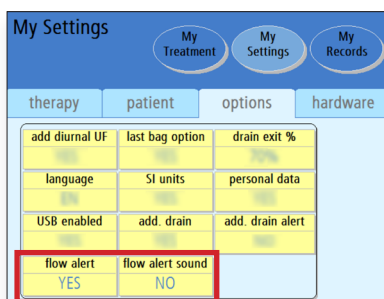 My Settings
My Treatment
My Settings
My Records
therapy patient options hardware
add diurnal UF last bag option drain exit %
language SI units personal data
USB enabled add. drain add. drain alert
flow alert flow alert sound
YES NO